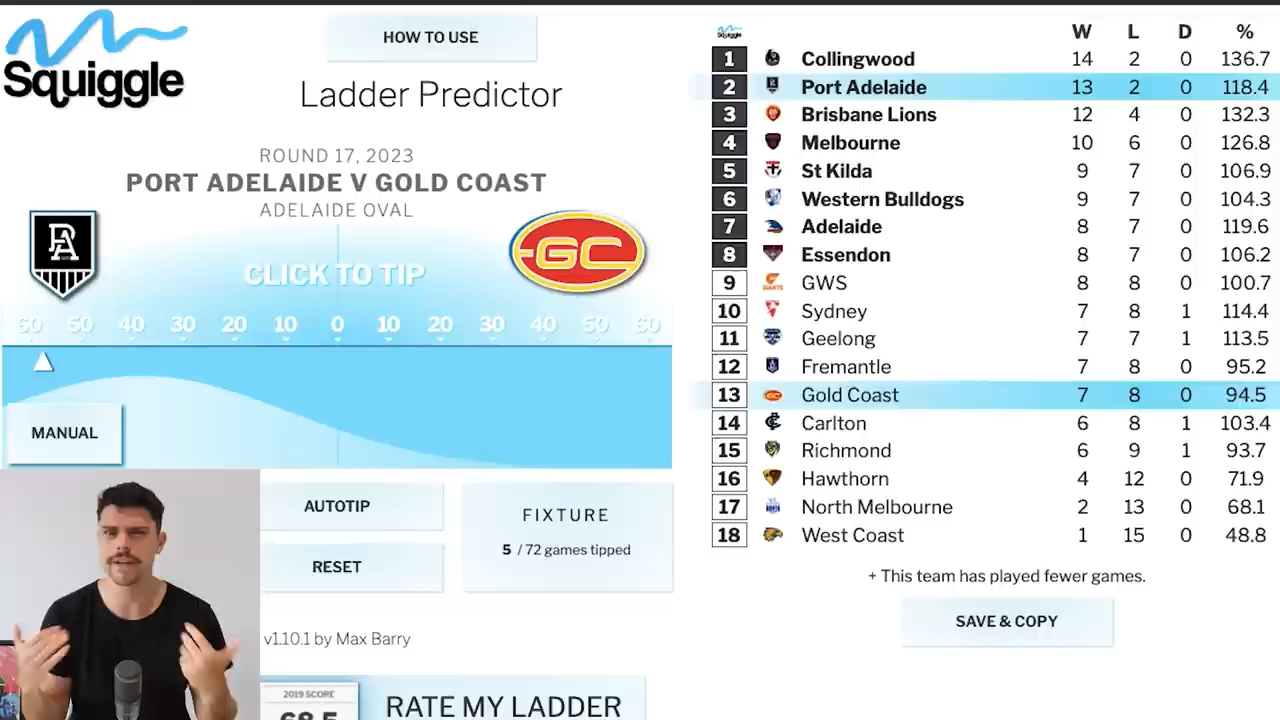 Squiggle
HOW TO USE
Ladder Predictor
ROUND 17, 2023
PORT ADELAIDE V GOLD COAST
ADELAIDE OVAL
PA
GC
CLICK TO TIP
60 50 40 30 20 10 0 10 20 30 40 50 60
MANUAL
AUTOTIP
RESET
FIXTURE
5 / 72 games tipped
v1.10.1 by Max Barry
2019 SCORE
68.5
RATE MY LADDER
Squiggle W L D %
1 Collingwood 14 2 0 136.7
2 Port Adelaide 13 2 0 118.4
3 Brisbane Lions 12 4 0 132.3
4 Melbourne 10 6 0 126.8
5 St Kilda 9 7 0 106.9
6 Western Bulldogs 9 7 0 104.3
7 Adelaide 8 7 0 119.6
8 Essendon 8 7 0 106.2
9 GIANTS GWS 8 8 0 100.7
10 Sydney 7 8 1 114.4
11 Geelong 7 7 1 113.5
12 Fremantle 7 8 0 95.2
13 GC Gold Coast 7 8 0 94.5
14 Carlton 6 8 1 103.4
15 Richmond 6 9 1 93.7
16 Hawthorn 4 12 0 71.9
17 North Melbourne 2 13 0 68.1
18 West Coast 1 15 0 48.8
+ This team has played fewer games.
SAVE & COPY